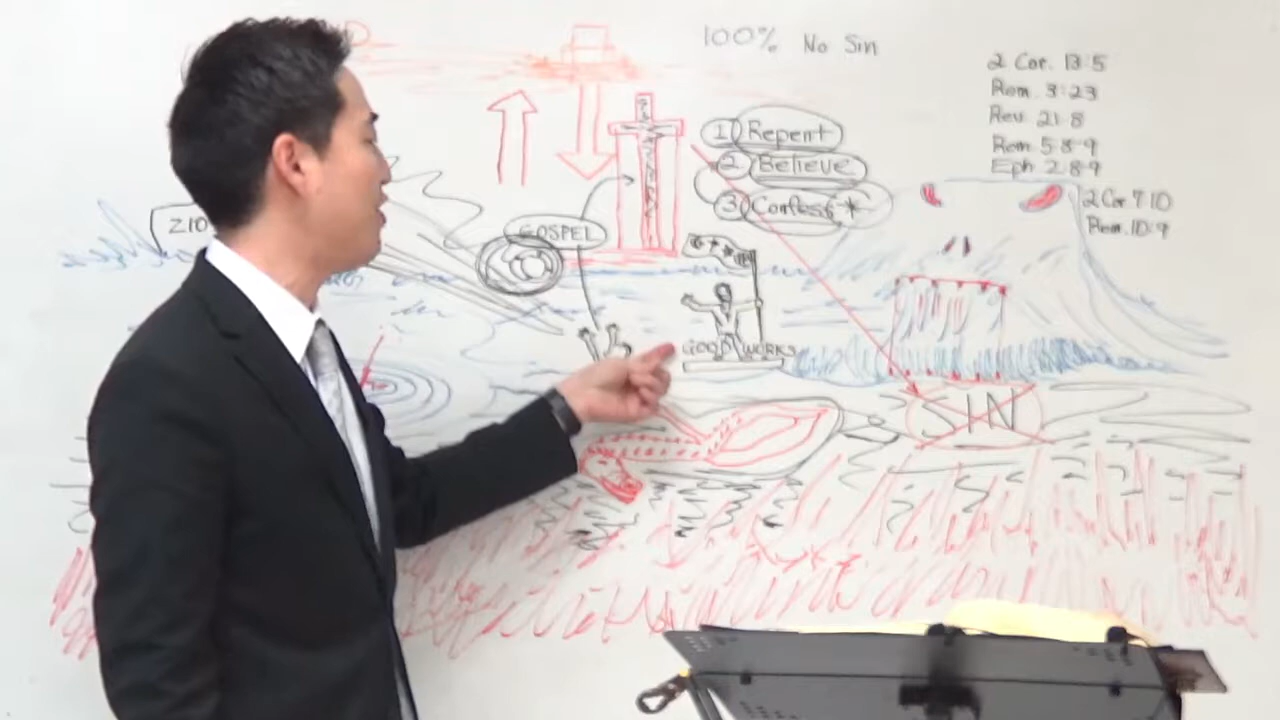 100% No Sin
2 Cor. 13:5
Rom 3:23
Rev 21:8
Rom 5:8-9
Eph 2:8-9
2 Cor 7:10
Rom. 10:9
1) Repent
2) Believe
3) Confess *
ZIO
GOSPEL
GOOD WORKS
SIN